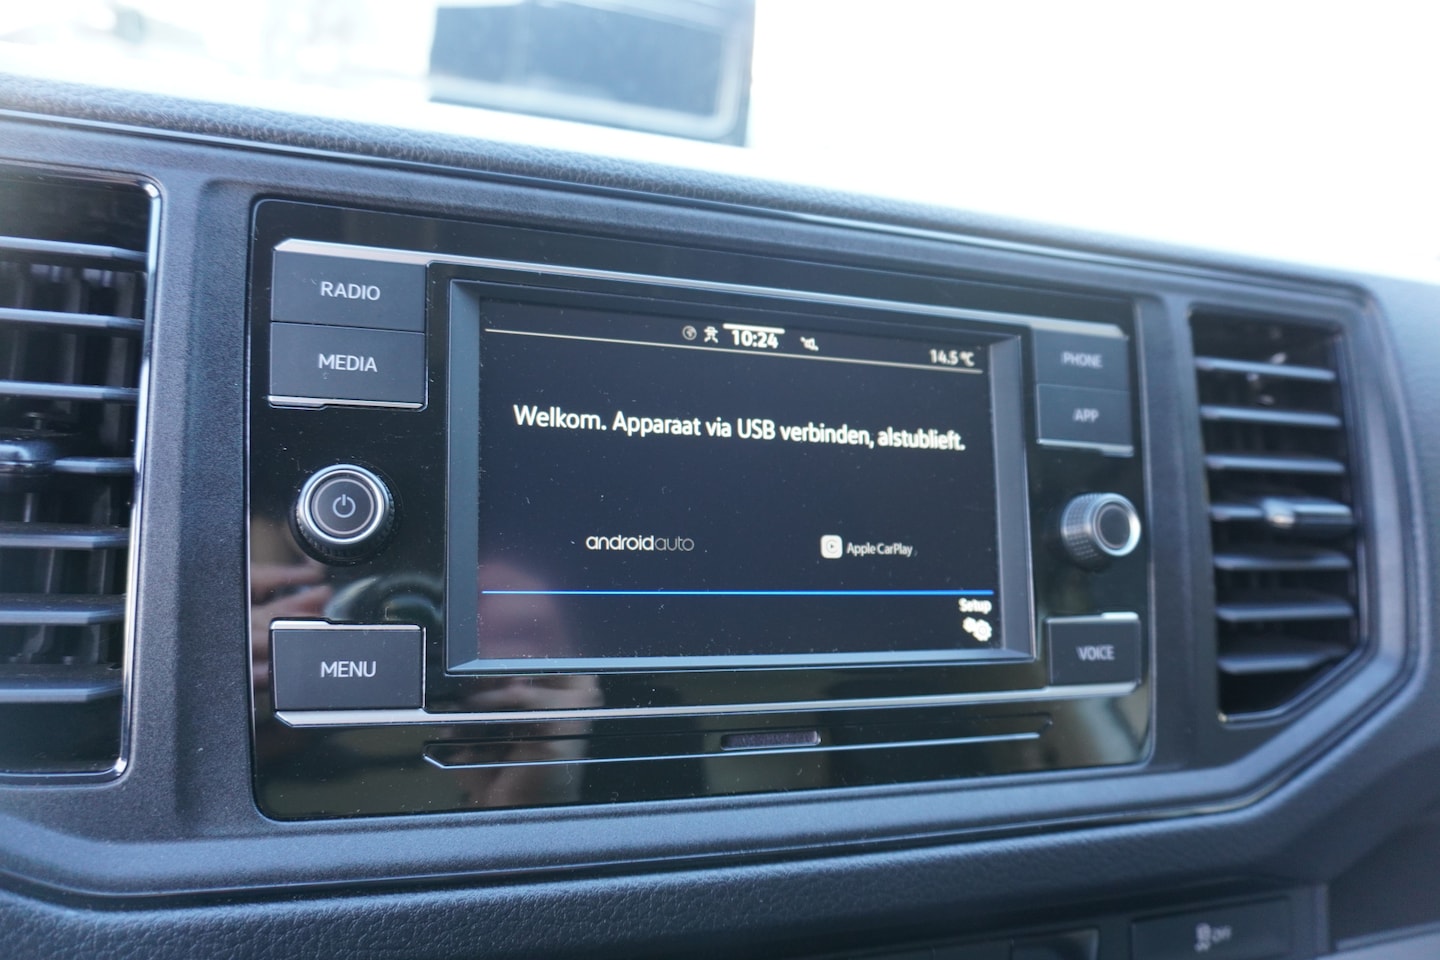 RADIO
MEDIA
MENU
10:24
14.5 °C
Welkom. Apparaat via USB verbinden, alstublieft.
androidauto
Apple CarPlay
Setup
PHONE
APP
VOICE
OFF